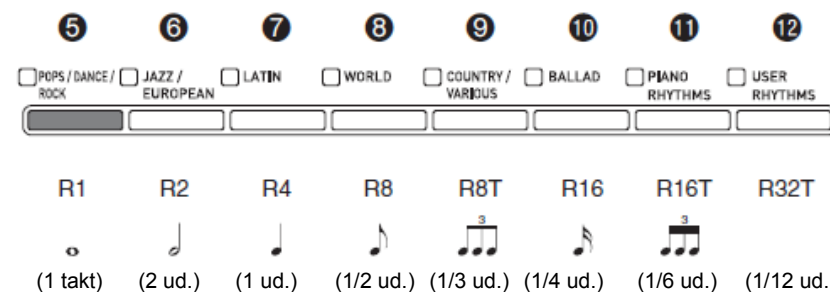 5 6 7 8 9 10 11 12
POPS / DANCE / JAZZ / LATIN WORLD COUNTRY / BALLAD PIANO USER
ROCK EUROPEAN VARIOUS RHYTHMS RHYTHMS
R1 R2 R4 R8 R8T R16 R16T R32T
3 3
(1 takt) (2 ud.) (1 ud.) (1/2 ud.) (1/3 ud.) (1/4 ud.) (1/6 ud.) (1/12 ud.